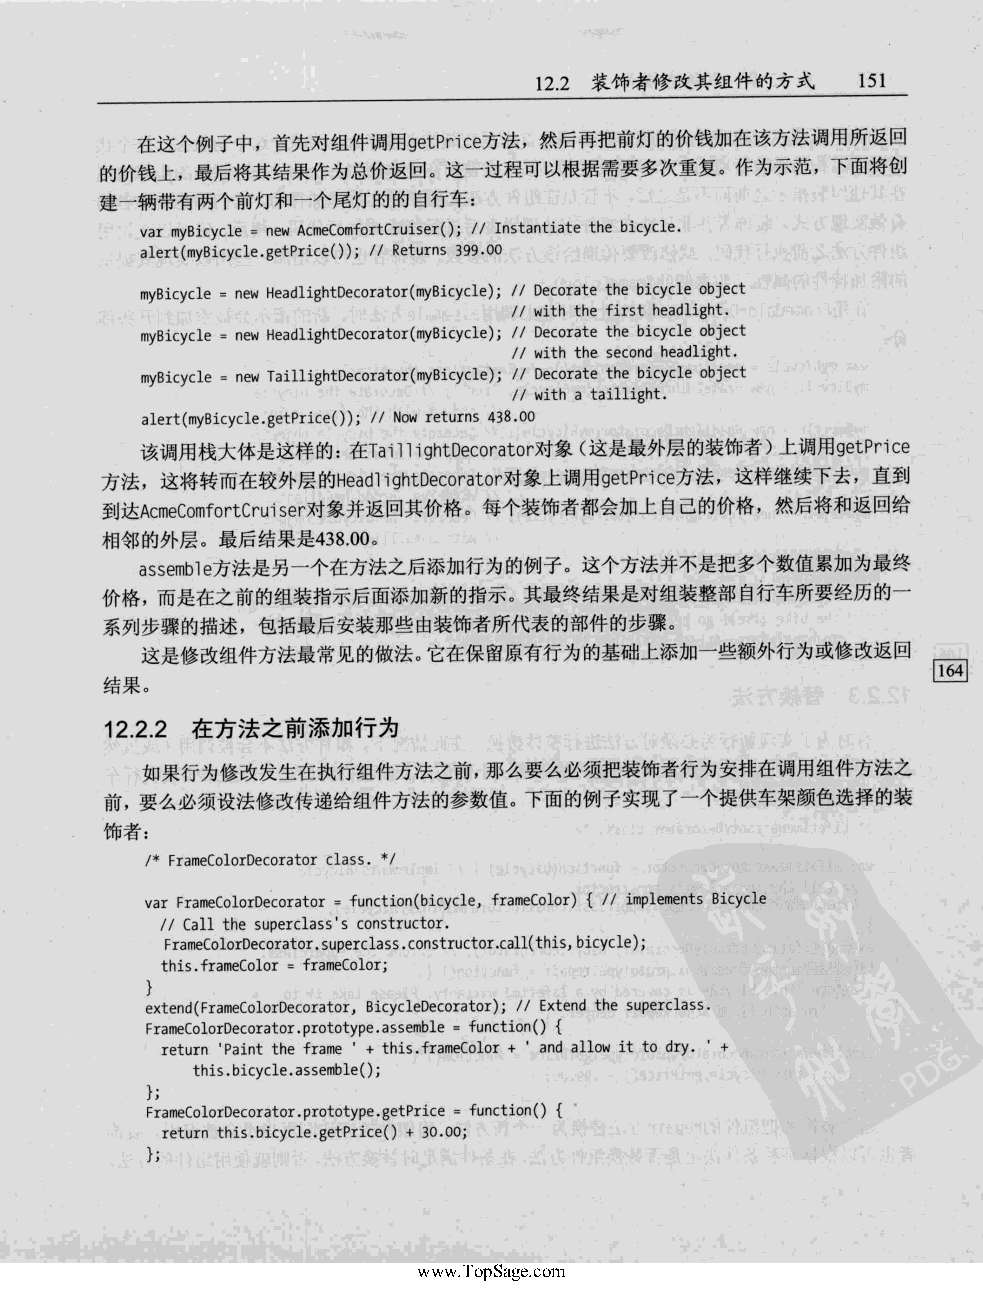 12.2 装饰者修改其组件的方式 151
在这个例子中，首先对组件调用getPrice方法，然后再把前灯的价钱加在该方法调用所返回
的价钱上，最后将其结果作为总价返回。这一过程可以根据需要多次重复。作为示范，下面将创
建一辆带有两个前灯和一个尾灯的的自行车：
var myBicycle = new AcmeComfortCruiser(); // Instantiate the bicycle.
alert(myBicycle.getPrice()); // Returns 399.00
myBicycle = new HeadlightDecorator(myBicycle); // Decorate the bicycle object
// with the first headlight.
myBicycle = new HeadlightDecorator(myBicycle); // Decorate the bicycle object
// with the second headlight.
myBicycle = new TaillightDecorator(myBicycle); // Decorate the bicycle object
// with a taillight.
alert(myBicycle.getPrice()); // Now returns 438.00
该调用栈大体是这样的：在TaillightDecorator对象（这是最外层的装饰者）上调用getPrice
方法，这将转而在较外层的HeadlightDecorator对象上调用getPrice方法，这样继续下去，直到
到达AcmeComfortCruiser对象并返回其价格。每个装饰者都会加上自己的价格，然后将和返回给
相邻的外层。最后结果是438.00。
assemble方法是另一个在方法之后添加行为的例子。这个方法并不是把多个数值累加为最终
价格，而是在之前的组装指示后面添加新的指示。其最终结果是对组装整部自行车所要经历的一
系列步骤的描述，包括最后安装那些由装饰者所代表的部件的步骤。
这是修改组件方法最常见的做法。它在保留原有行为的基础上添加一些额外行为或修改返回
结果。
164
12.2.2 在方法之前添加行为
如果行为修改发生在执行组件方法之前，那么要么必须把装饰者行为安排在调用组件方法之
前，要么必须设法修改传递给组件方法的参数值。下面的例子实现了一个提供车架颜色选择的装
饰者：
/* FrameColorDecorator class. */
var FrameColorDecorator = function(bicycle, frameColor) { // implements Bicycle
// Call the superclass's constructor.
FrameColorDecorator.superclass.constructor.call(this, bicycle);
this.frameColor = frameColor;
}
extend(FrameColorDecorator, BicycleDecorator); // Extend the superclass.
FrameColorDecorator.prototype.assemble = function() {
return 'Paint the frame ' + this.frameColor + ' and allow it to dry. ' +
this.bicycle.assemble();
};
FrameColorDecorator.prototype.getPrice = function() {
return this.bicycle.getPrice() + 30.00;
};
PDG
www.TopSage.com